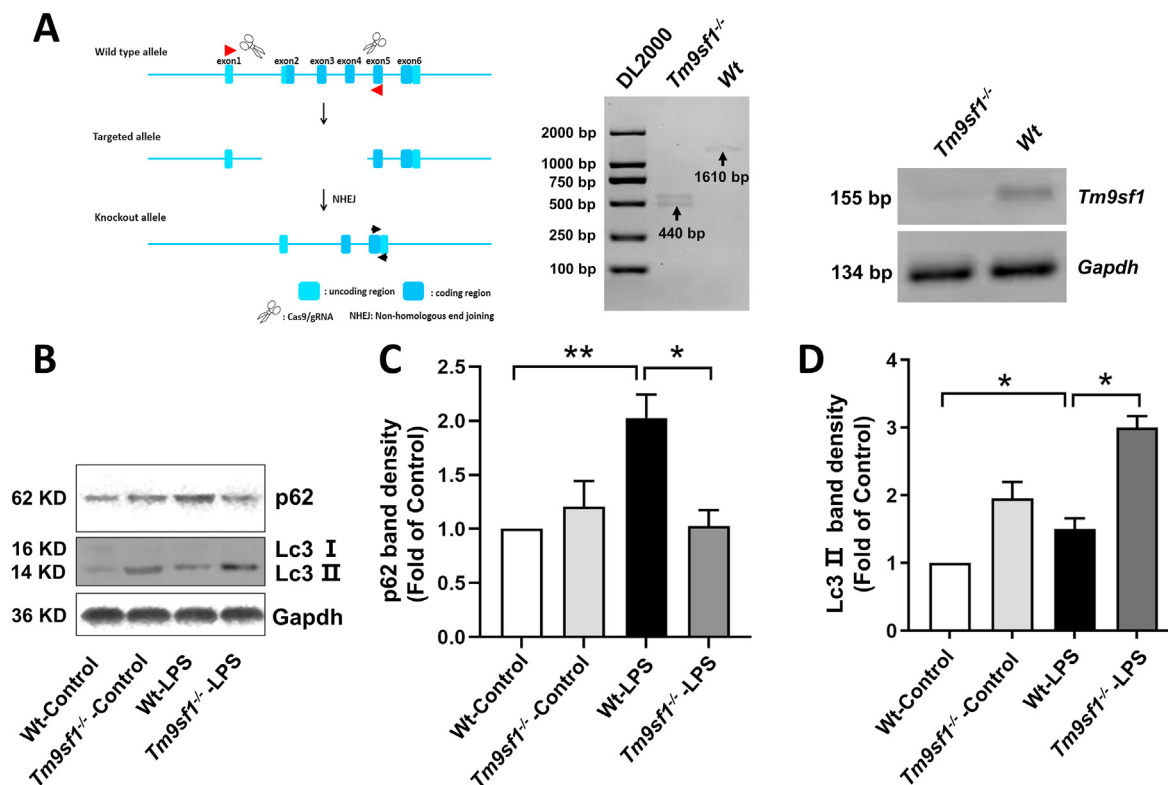 A
Wild type allele
exon1 exon2 exon3 exon4 exon5 exon6
Targeted allele
NHEJ
Knockout allele
: uncoding region : coding region
: Cas9/gRNA NHEJ: Non-homologous end joining
DL2000 Tm9sf1-/- Wt
2000 bp
1000 bp
750 bp
500 bp
250 bp
100 bp
1610 bp
440 bp
Tm9sf1-/- Wt
155 bp Tm9sf1
134 bp Gapdh
B
62 KD p62
16 KD Lc3 Ⅰ
14 KD Lc3 Ⅱ
36 KD Gapdh
Wt-Control
Tm9sf1-/- -Control
Wt-LPS
Tm9sf1-/- -LPS
C
p62 band density
(Fold of Control)
2.5
2.0
1.5
1.0
0.5
0.0
** *
Wt-Control
Tm9sf1-/- -Control
Wt-LPS
Tm9sf1-/- -LPS
D
Lc3 Ⅱ band density
(Fold of Control)
4
3
2
1
0
* *
Wt-Control
Tm9sf1-/- -Control
Wt-LPS
Tm9sf1-/- -LPS